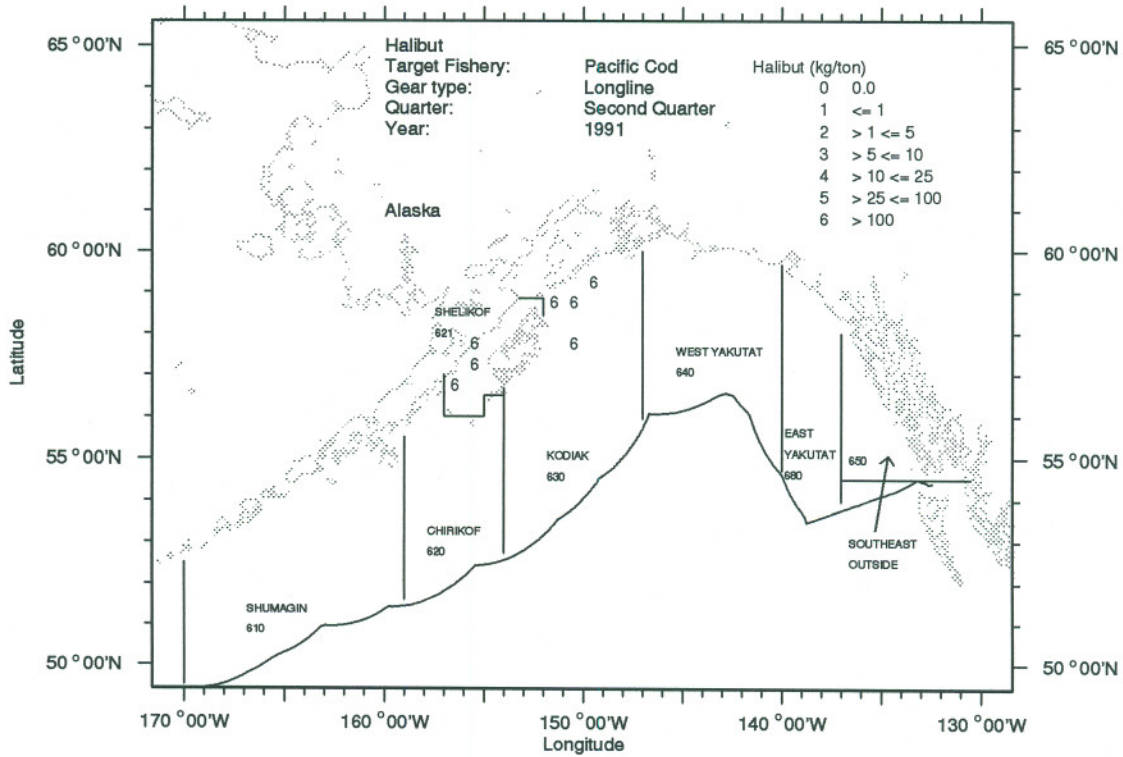 65 °00'N
65 °00'N
Halibut
Target Fishery: Pacific Cod
Gear type: Longline
Quarter: Second Quarter
Year: 1991
Halibut (kg/ton)
0 0.0
1 <= 1
2 > 1 <= 5
3 > 5 <= 10
4 > 10 <= 25
5 > 25 <= 100
6 > 100
Alaska
60 °00'N
60 °00'N
6
6 6
SHELIKOF
621
6
6
6
6
WEST YAKUTAT
640
EAST
YAKUTAT
680
650
55 °00'N
55 °00'N
KODIAK
630
CHIRIKOF
620
SOUTHEAST
OUTSIDE
SHUMAGIN
610
50 °00'N
50 °00'N
Latitude
170 °00'W 160 °00'W 150 °00'W 140 °00'W 130 °00'W
Longitude